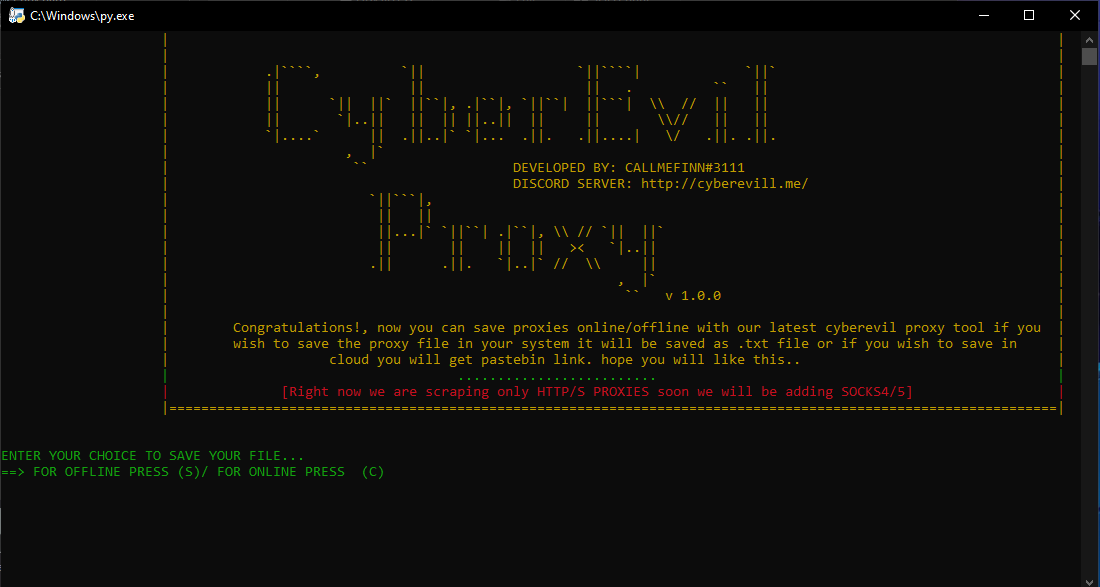 C:\Windows\py.exe
CyberEvil
DEVELOPED BY: CALLMEFINN#3111
DISCORD SERVER: http://cyberevill.me/
Proxy
v 1.0.0
Congratulations!, now you can save proxies online/offline with our latest cyberevil proxy tool if you
wish to save the proxy file in your system it will be saved as .txt file or if you wish to save in
cloud you will get pastebin link. hope you will like this..
.........................
[Right now we are scraping only HTTP/S PROXIES soon we will be adding SOCKS4/5]
ENTER YOUR CHOICE TO SAVE YOUR FILE...
==> FOR OFFLINE PRESS (S)/ FOR ONLINE PRESS  (C)